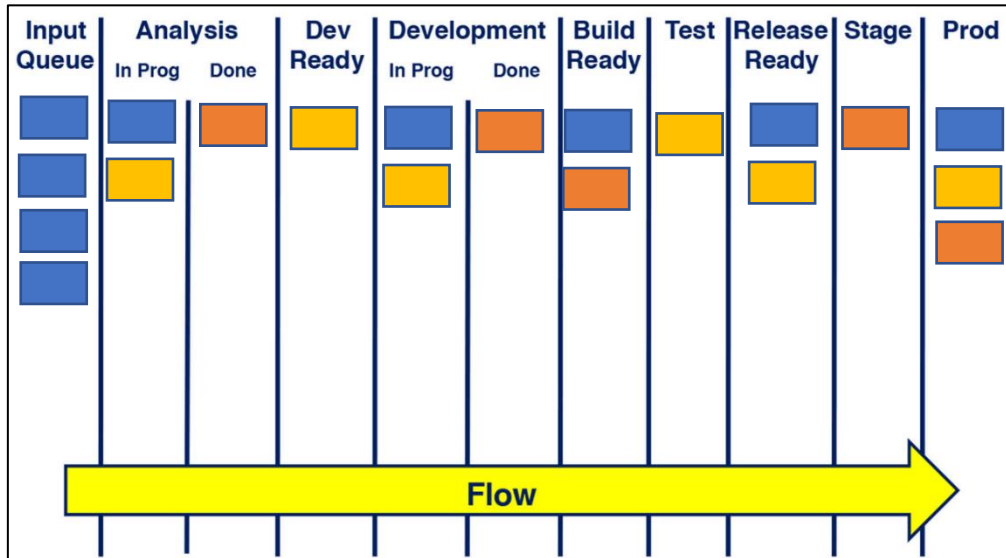 Input
Queue
Analysis
In Prog
Done
Dev
Ready
Development
In Prog
Done
Build
Ready
Test
Release
Ready
Stage
Prod
Flow